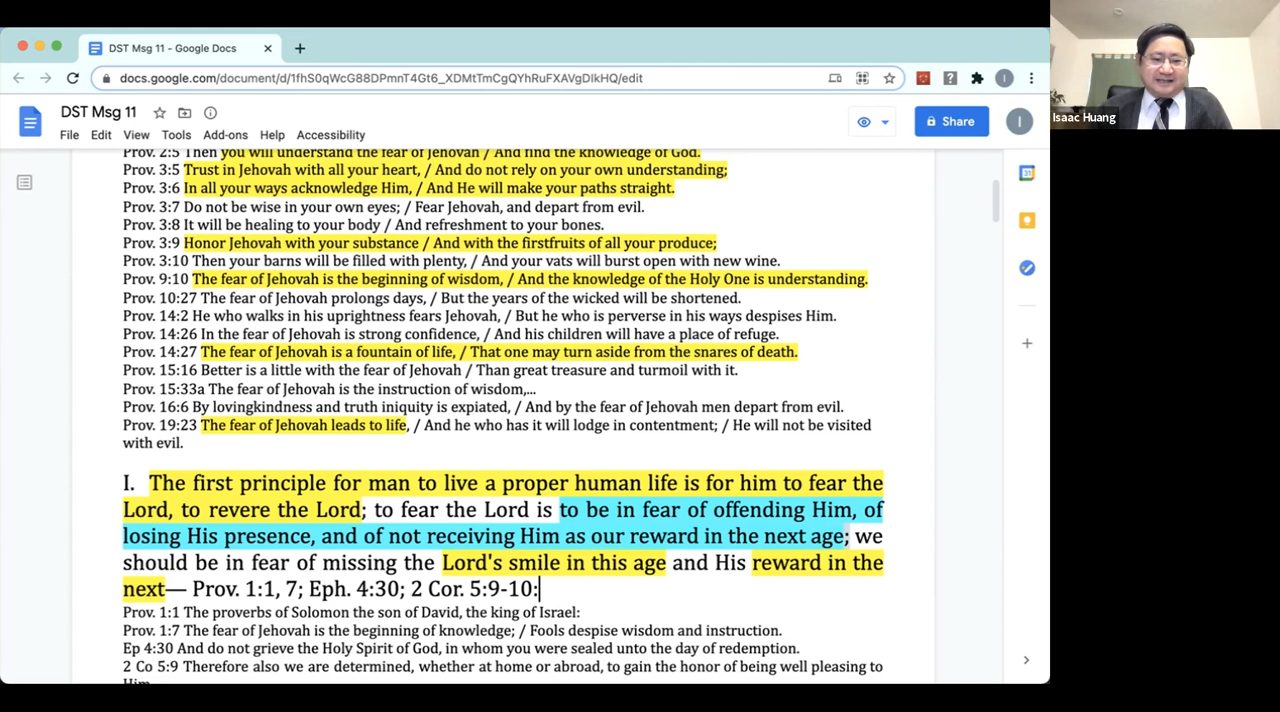 DST Msg 11 - Google Docs
docs.google.com/document/d/1fhS0qWcG88DPmnT4Gt6_XDMtTmCgQYhRuFXAVgDlkHQ/edit
I
DST Msg 11
File Edit View Tools Add-ons Help Accessibility
Share
I
Isaac Huang
Prov. 2:5 Then you will understand the fear of Jehovah / And find the knowledge of God.
Prov. 3:5 Trust in Jehovah with all your heart, / And do not rely on your own understanding;
Prov. 3:6 In all your ways acknowledge Him, / And He will make your paths straight.
Prov. 3:7 Do not be wise in your own eyes; / Fear Jehovah, and depart from evil.
Prov. 3:8 It will be healing to your body / And refreshment to your bones.
Prov. 3:9 Honor Jehovah with your substance / And with the firstfruits of all your produce;
Prov. 3:10 Then your barns will be filled with plenty, / And your vats will burst open with new wine.
Prov. 9:10 The fear of Jehovah is the beginning of wisdom, / And the knowledge of the Holy One is understanding.
Prov. 10:27 The fear of Jehovah prolongs days, / But the years of the wicked will be shortened.
Prov. 14:2 He who walks in his uprightness fears Jehovah, / But he who is perverse in his ways despises Him.
Prov. 14:26 In the fear of Jehovah is strong confidence, / And his children will have a place of refuge.
Prov. 14:27 The fear of Jehovah is a fountain of life, / That one may turn aside from the snares of death.
Prov. 15:16 Better is a little with the fear of Jehovah / Than great treasure and turmoil with it.
Prov. 15:33a The fear of Jehovah is the instruction of wisdom,...
Prov. 16:6 By lovingkindness and truth iniquity is expiated, / And by the fear of Jehovah men depart from evil.
Prov. 19:23 The fear of Jehovah leads to life, / And he who has it will lodge in contentment; / He will not be visited
with evil.
I. The first principle for man to live a proper human life is for him to fear the
Lord, to revere the Lord; to fear the Lord is to be in fear of offending Him, of
losing His presence, and of not receiving Him as our reward in the next age; we
should be in fear of missing the Lord's smile in this age and His reward in the
next— Prov. 1:1, 7; Eph. 4:30; 2 Cor. 5:9-10:
Prov. 1:1 The proverbs of Solomon the son of David, the king of Israel:
Prov. 1:7 The fear of Jehovah is the beginning of knowledge; / Fools despise wisdom and instruction.
Ep 4:30 And do not grieve the Holy Spirit of God, in whom you were sealed unto the day of redemption.
2 Co 5:9 Therefore also we are determined, whether at home or abroad, to gain the honor of being well pleasing to
Him